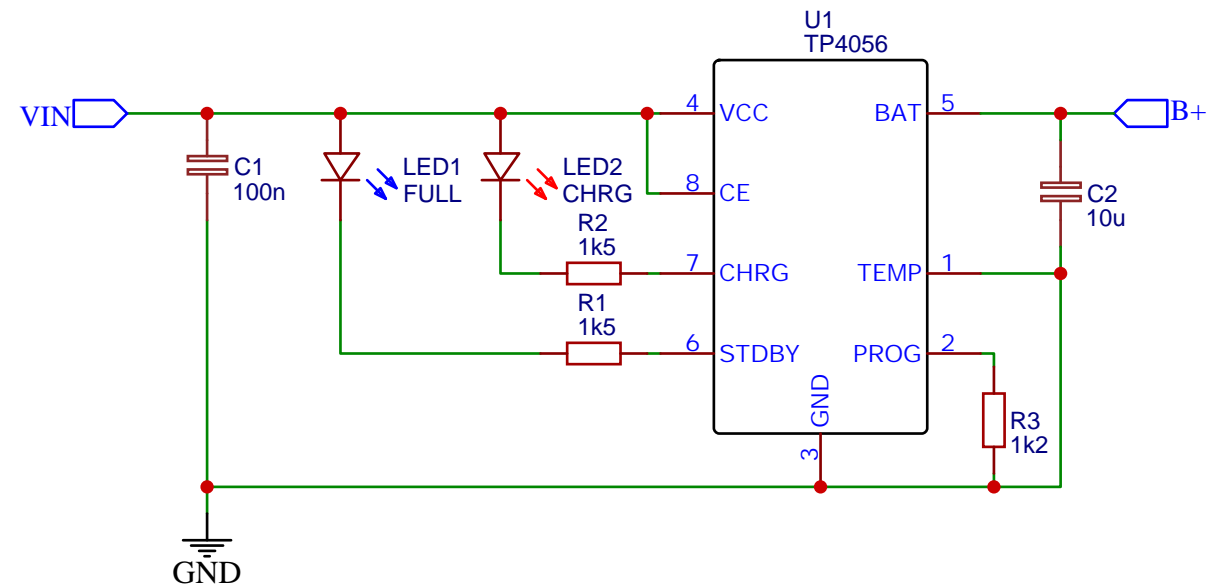 U1
TP4056
VIN
4
VCC
BAT
5
B+
C1
100n
LED1
FULL
LED2
CHRG
8
CE
C2
10u
R2
1k5
7
CHRG
TEMP
1
R1
1k5
6
STDBY
PROG
2
GND
3
R3
1k2
GND